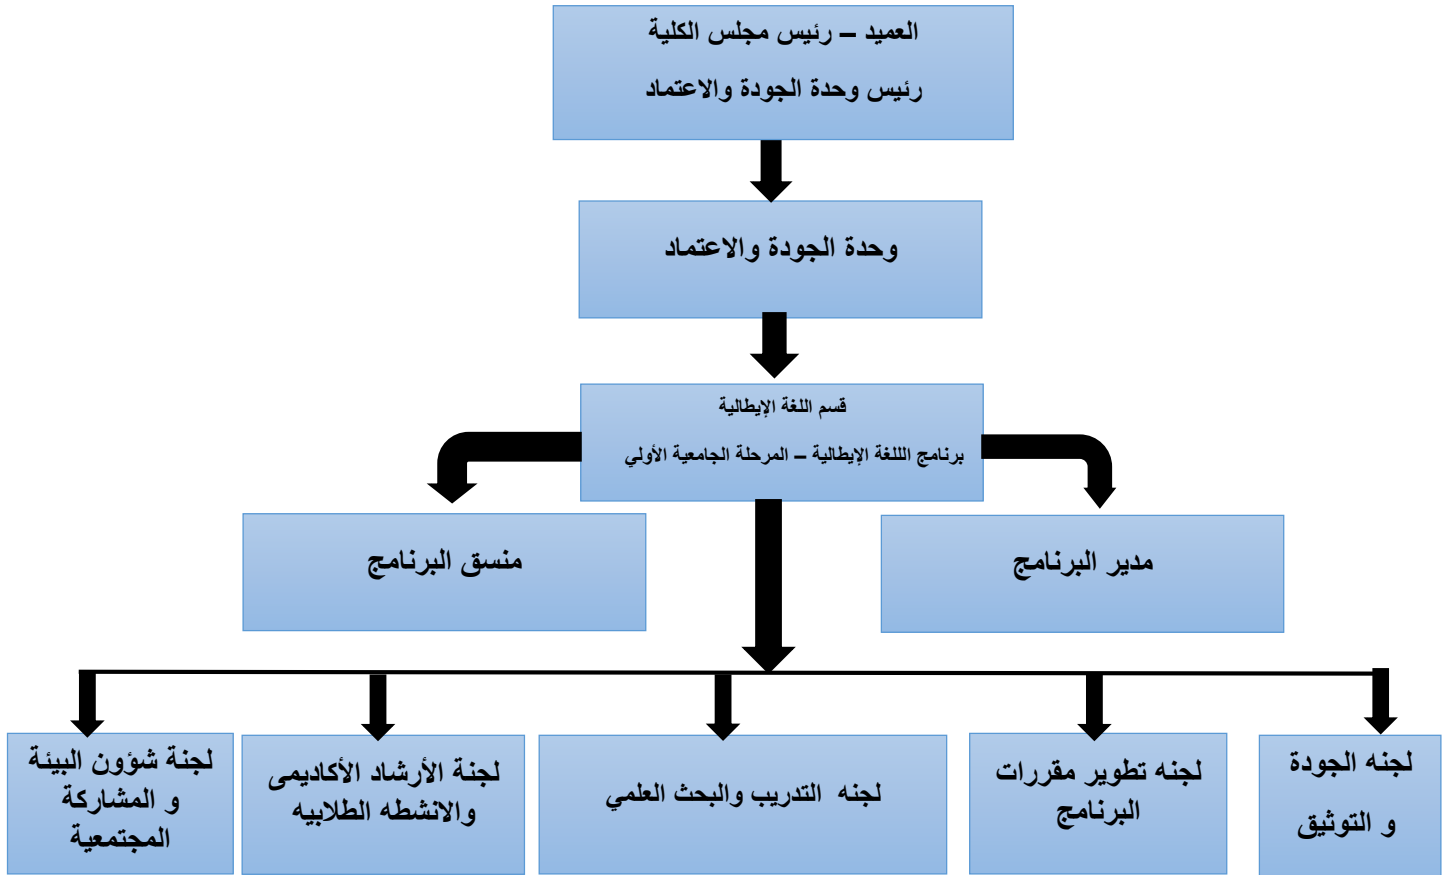 العميد – رئيس مجلس الكلية
رئيس وحدة الجودة والاعتماد
وحدة الجودة والاعتماد
قسم اللغة الإيطالية
برنامج الللغة الإيطالية – المرحلة الجامعية الأولي
مدير البرنامج
منسق البرنامج
لجنه الجودة
و التوثيق
لجنه تطوير مقررات
البرنامج
لجنه التدريب والبحث العلمي
لجنة الأرشاد الأكاديمى
والانشطه الطلابيه
لجنة شؤون البيئة
و المشاركة
المجتمعية